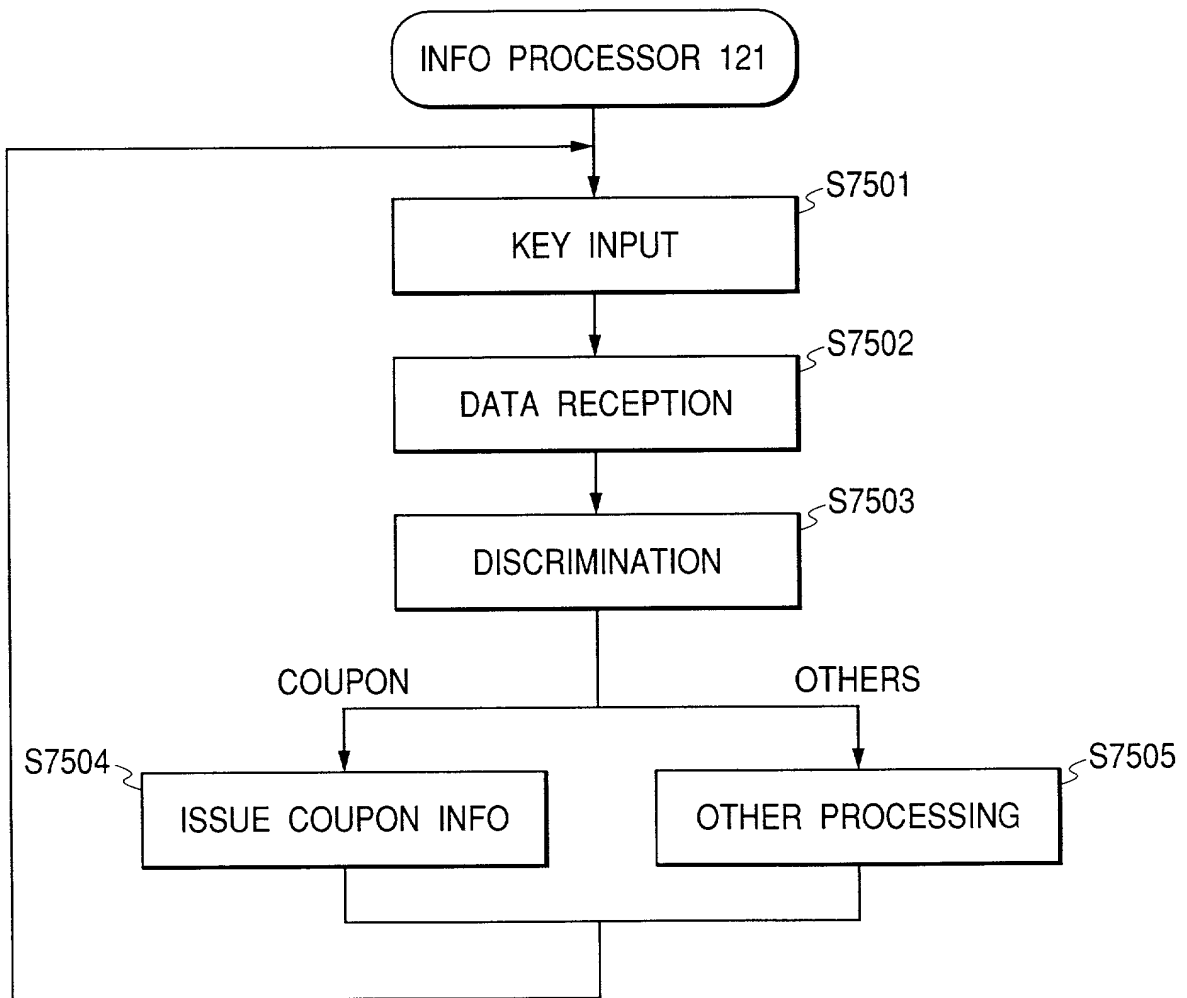 INFO PROCESSOR 121
S7501
KEY INPUT
S7502
DATA RECEPTION
S7503
DISCRIMINATION
COUPON
OTHERS
S7504
S7505
ISSUE COUPON INFO
OTHER PROCESSING